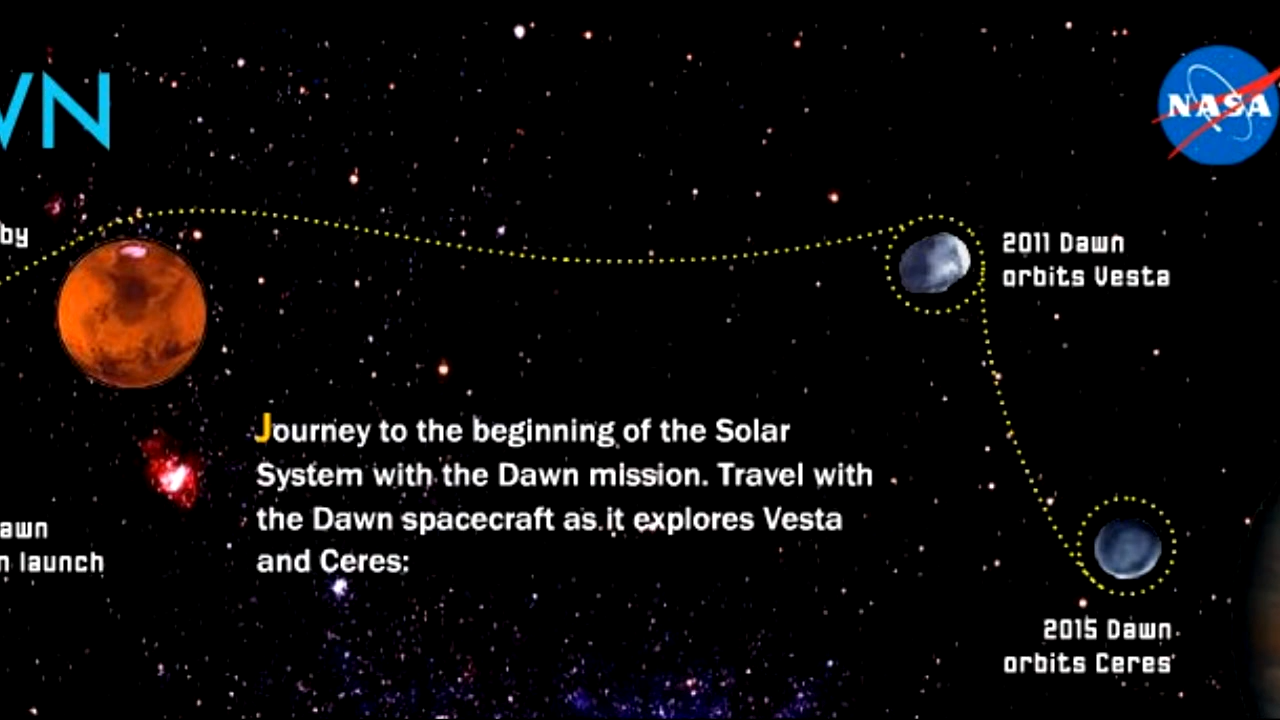 WN
NASA
by
2011 Dawn
orbits Vesta
Journey to the beginning of the Solar
System with the Dawn mission. Travel with
the Dawn spacecraft as it explores Vesta
and Ceres:
awn
n launch
2015 Dawn
orbits Ceres